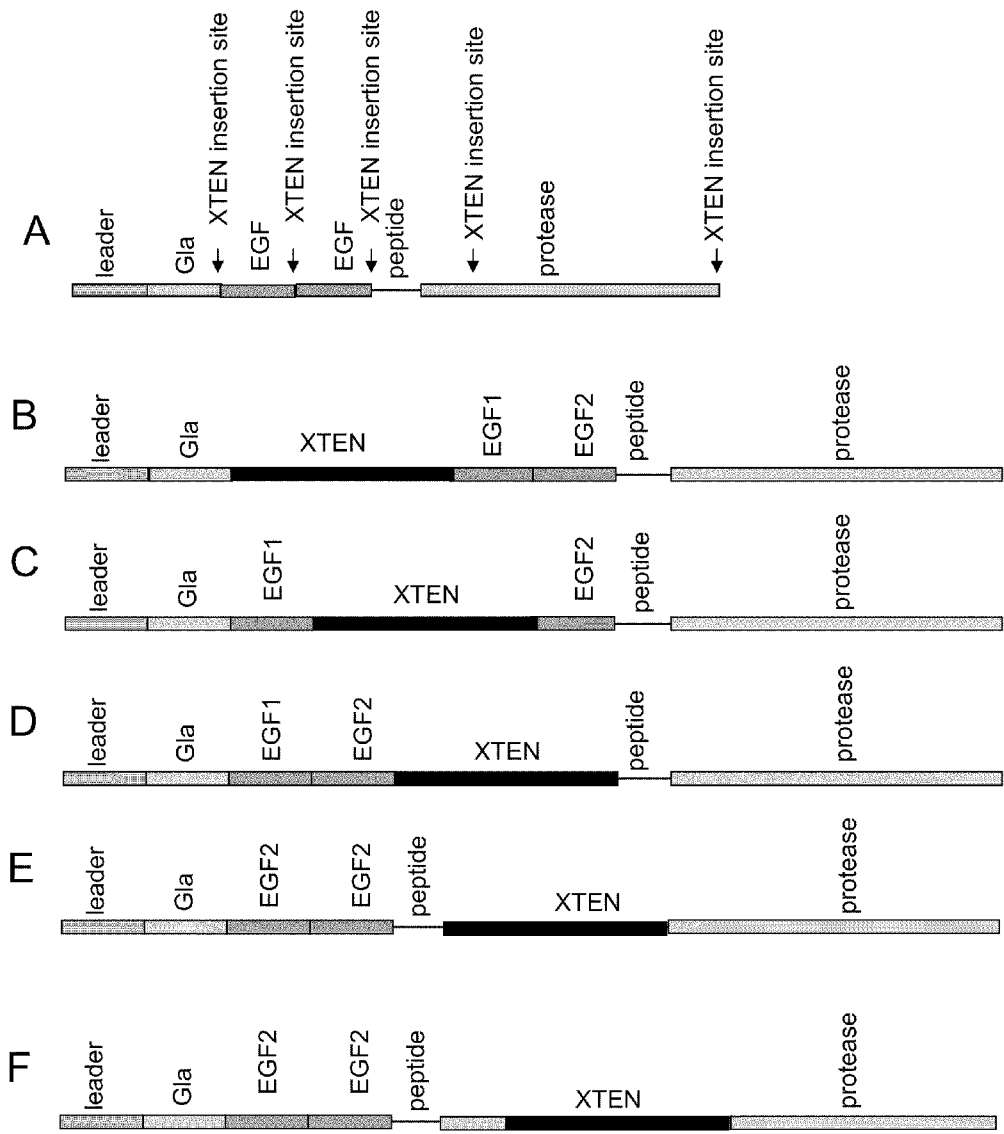 A
leader
Gla
XTEN insertion site
EGF
XTEN insertion site
EGF
XTEN insertion site
peptide
XTEN insertion site
protease
XTEN insertion site
B
leader
Gla
XTEN
EGF1
EGF2
peptide
protease
C
leader
Gla
EGF1
XTEN
EGF2
peptide
protease
D
leader
Gla
EGF1
EGF2
XTEN
peptide
protease
E
leader
Gla
EGF2
EGF2
peptide
XTEN
protease
F
leader
Gla
EGF2
EGF2
peptide
XTEN
protease